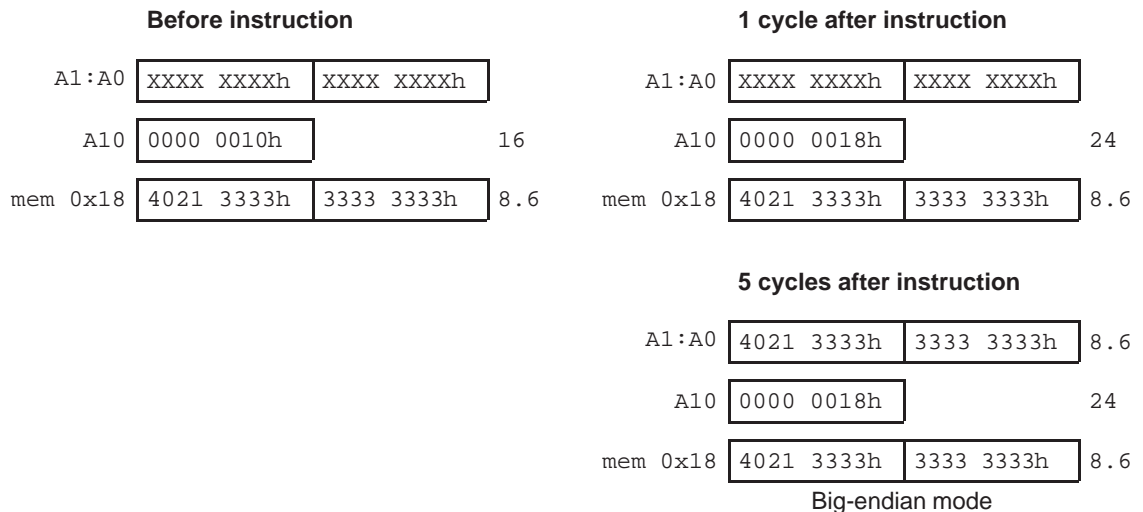 Before instruction
A1:A0 XXXX XXXXh XXXX XXXXh
A10 0000 0010h 16
mem 0x18 4021 3333h 3333 3333h 8.6
1 cycle after instruction
A1:A0 XXXX XXXXh XXXX XXXXh
A10 0000 0018h 24
mem 0x18 4021 3333h 3333 3333h 8.6
5 cycles after instruction
A1:A0 4021 3333h 3333 3333h 8.6
A10 0000 0018h 24
mem 0x18 4021 3333h 3333 3333h 8.6
Big-endian mode